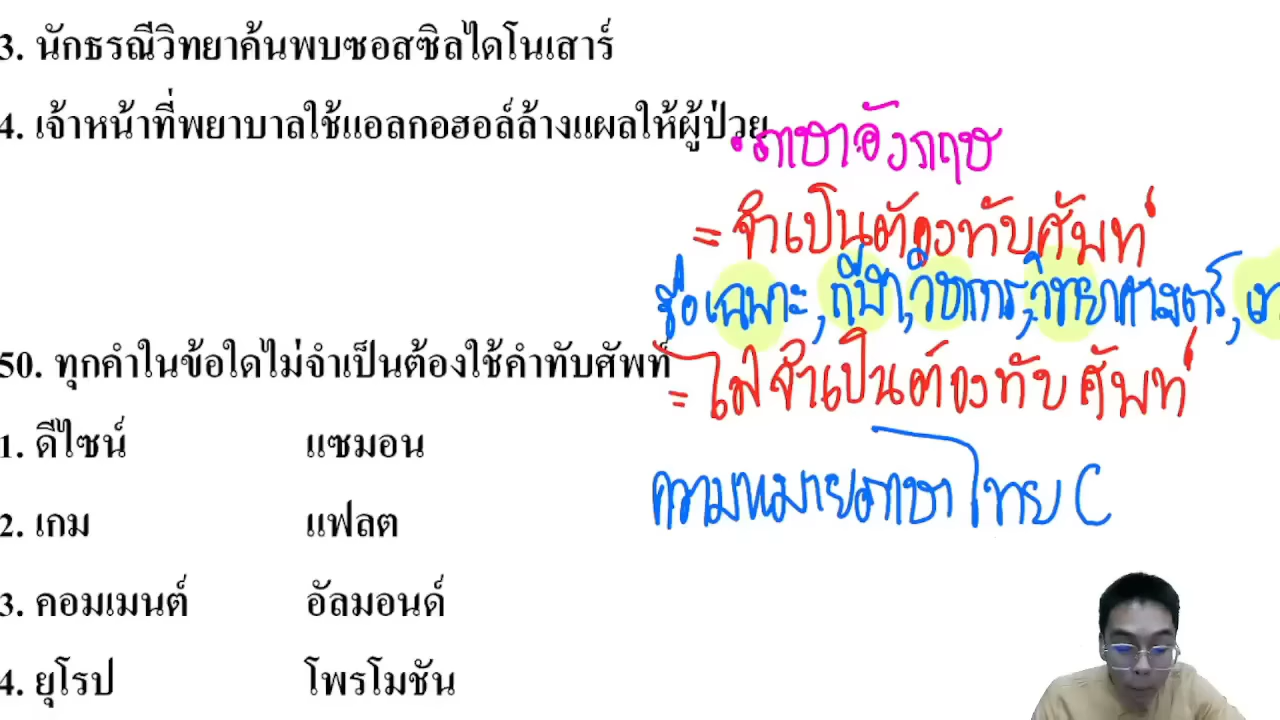 3. นักธรณีวิทยาค้นพบซอสซิลไดโนเสาร์
4. เจ้าหน้าที่พยาบาลใช้แอลกอฮอล์ล้างแผลให้ผู้ป่วย
• ภาษาอังกฤษ
= จำเป็นต้องทับศัพท์
ชื่อเฉพาะ, กีฬา, วิชาการ, วิทยาศาสตร์,
50. ทุกคำในข้อใดไม่จำเป็นต้องใช้คำทับศัพท์
= ไม่จำเป็นต้องทับศัพท์
1. ดีไซน์ แซมอน
ความหมายภาษาไทย (
2. เกม แฟลต
3. คอมเมนต์ อัลมอนด์
4. ยุโรป โพรโมชัน